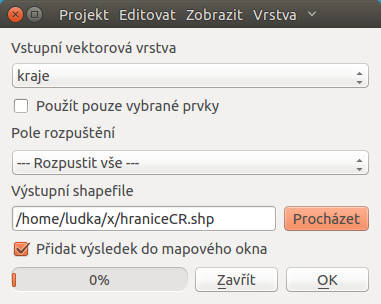 Projekt Editovat Zobrazit Vrstva
Vstupní vektorová vrstva
kraje
Použít pouze vybrané prvky
Pole rozpuštění
--- Rozpustit vše ---
Výstupní shapefile
/home/ludka/x/hraniceCR.shp Procházet
Přidat výsledek do mapového okna
0% Zavřít OK